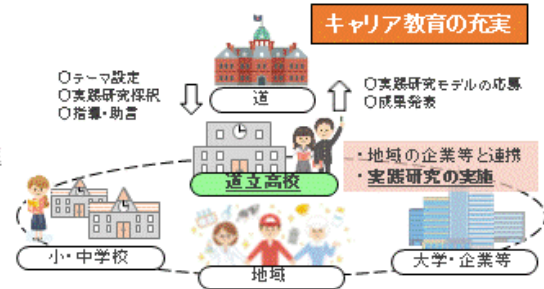 キャリア教育の充実
○テーマ設定
○実践研究採択
○指導・助言
道
○実践研究モデルの応募
○成果発表
道立高校
・地域の企業等と連携
・実践研究の実施
小・中学校
地域
大学・企業等